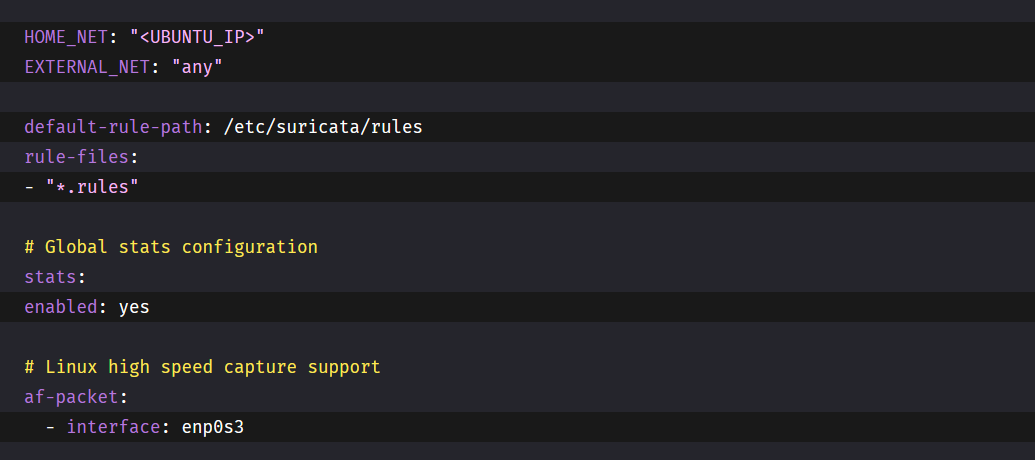 HOME_NET: "<UBUNTU_IP>"
EXTERNAL_NET: "any"
default-rule-path: /etc/suricata/rules
rule-files:
- "*.rules"
# Global stats configuration
stats:
enabled: yes
# Linux high speed capture support
af-packet:
  - interface: enp0s3